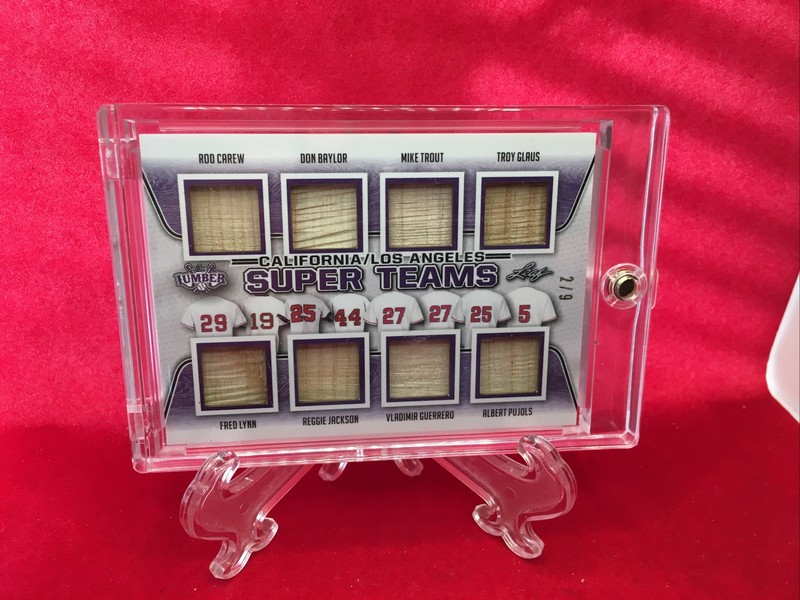 ROD CAREW DON BAYLOR MIKE TROUT TROY GLAUS
CALIFORNIA/LOS ANGELES
LUMBER SUPER TEAMS Leaf
2/9
29 19 25 44 27 27 25 5
FRED LYNN REGGIE JACKSON VLADIMIR GUERRERO ALBERT PUJOLS